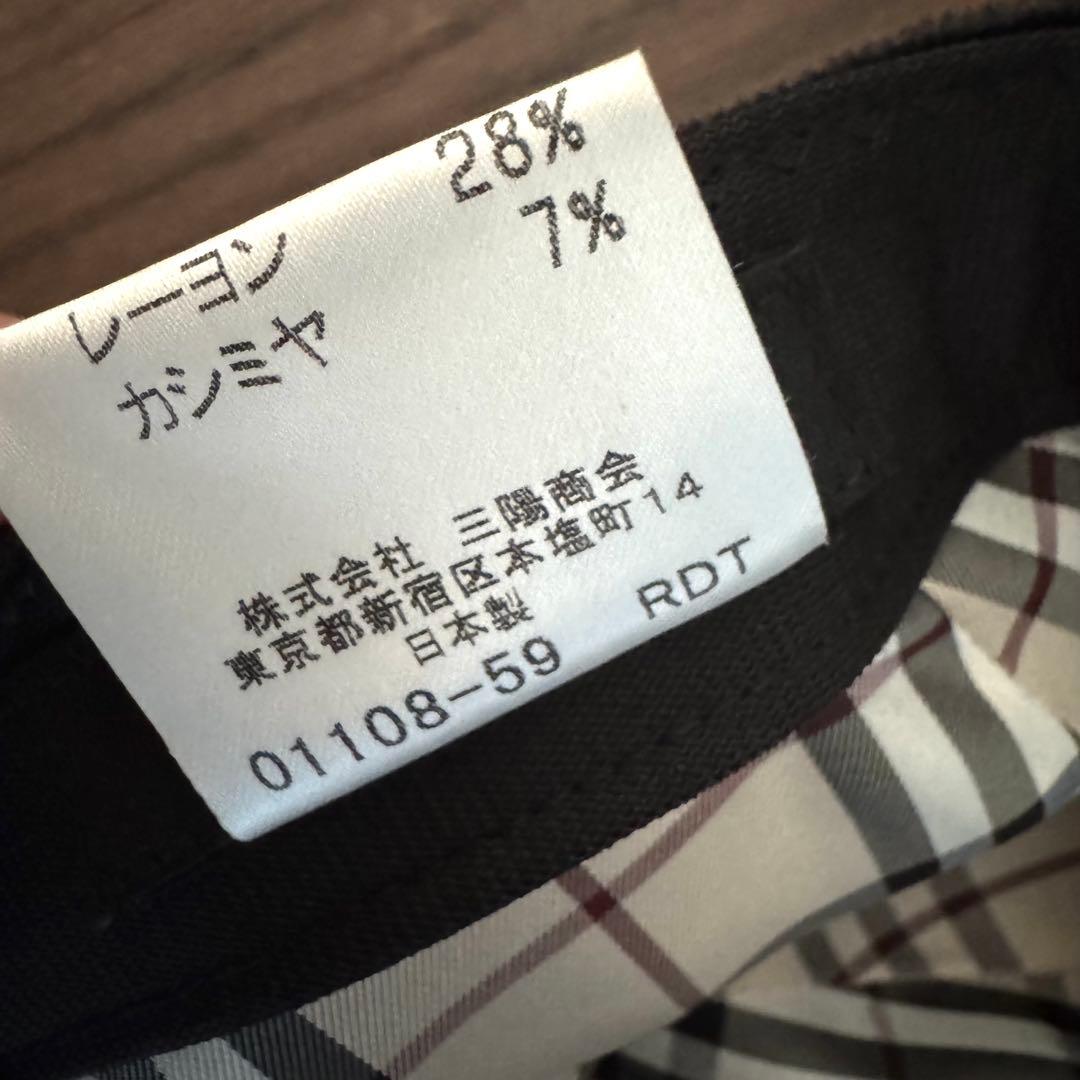 レーヨン 28%
カシミヤ 7%
株式会社 三陽商会
東京都新宿区本塩町14
日本製
01108-59 RDT